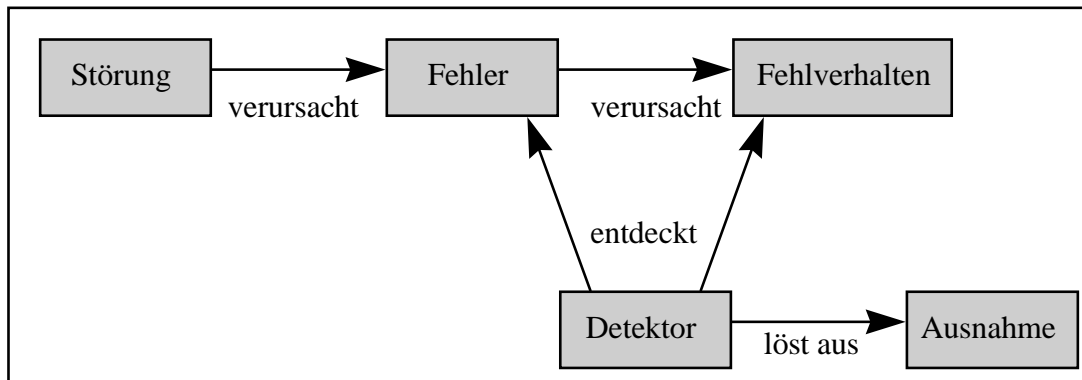 Störung
Fehler
Fehlverhalten
verursacht
verursacht
entdeckt
Detektor
Ausnahme
löst aus